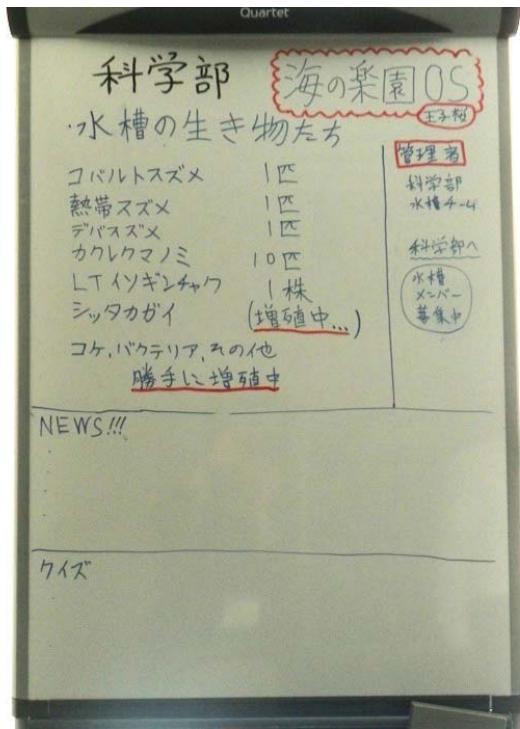 Quartet
科学部
海の楽園OS
王子桜
・水槽の生き物たち
コバルトスズメ 1匹
熱帯スズメ 1匹
デバスズメ 1匹
カクレクマノミ 10匹
LTイソギンチャク 1株
シッタカガイ (増殖中...)
コケ,バクテリア,その他
勝手に増殖中
管理者
科学部
水槽チーム
科学部へ
水槽
メンバー
募集中
NEWS!!!
クイズ